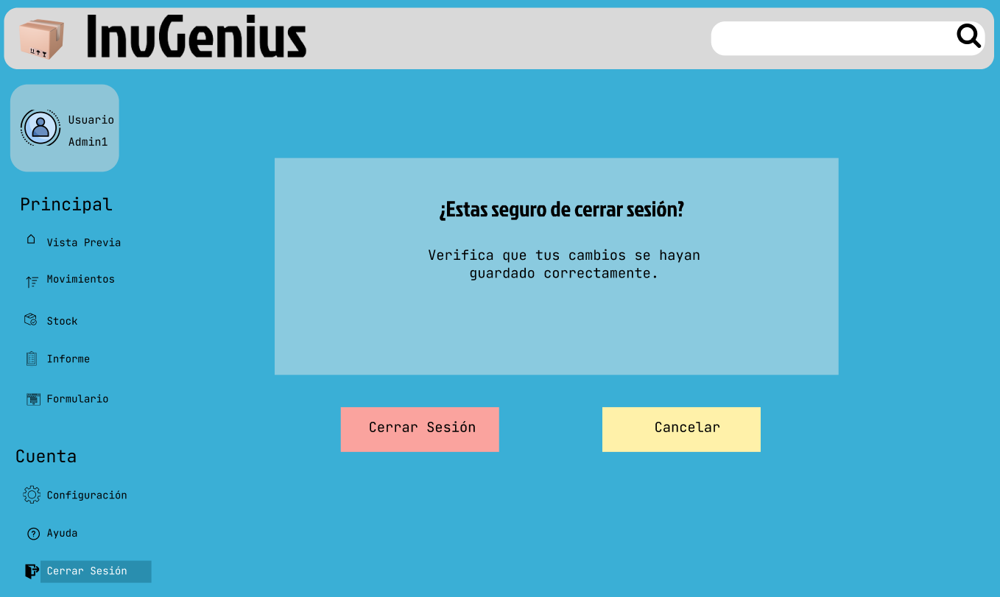 InvGenius
Usuario
Admin1
Principal
Vista Previa
Movimientos
Stock
Informe
Formulario
Cuenta
Configuración
Ayuda
Cerrar Sesión
¿Estas seguro de cerrar sesión?
Verifica que tus cambios se hayan
guardado correctamente.
Cerrar Sesión
Cancelar